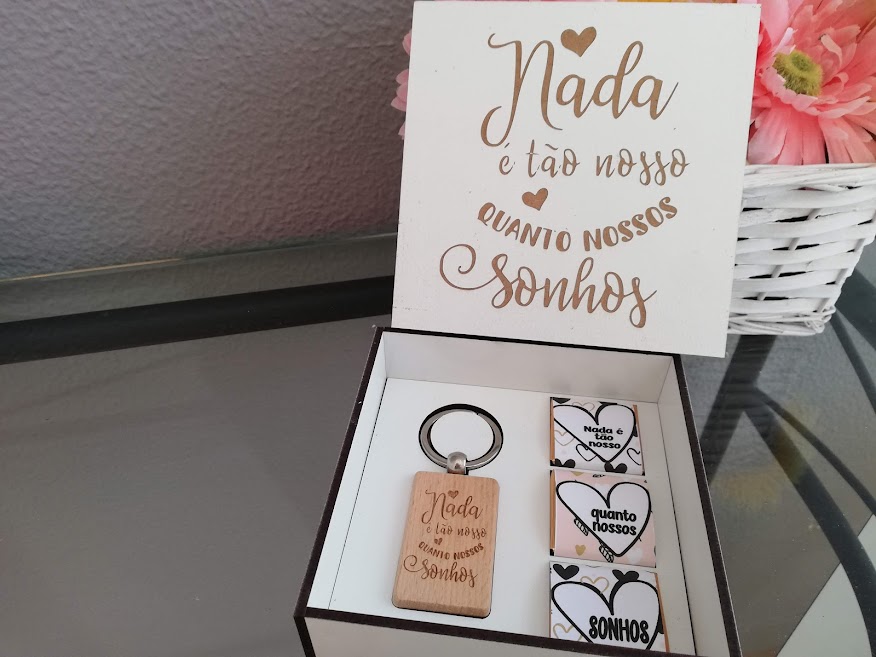 Nada
é tão nosso
QUANTO NOSSOS
Sonhos
Nada
é tão nosso
QUANTO NOSSOS
Sonhos
Nada é
tão
nosso
quanto
nossos
SONHOS